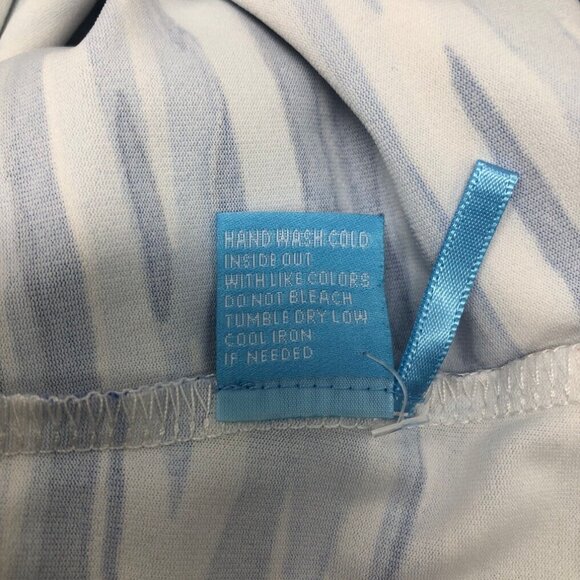 HAND WASH COLD
INSIDE OUT
WITH LIKE COLORS
DO NOT BLEACH
TUMBLE DRY LOW
COOL IRON
IF NEEDED